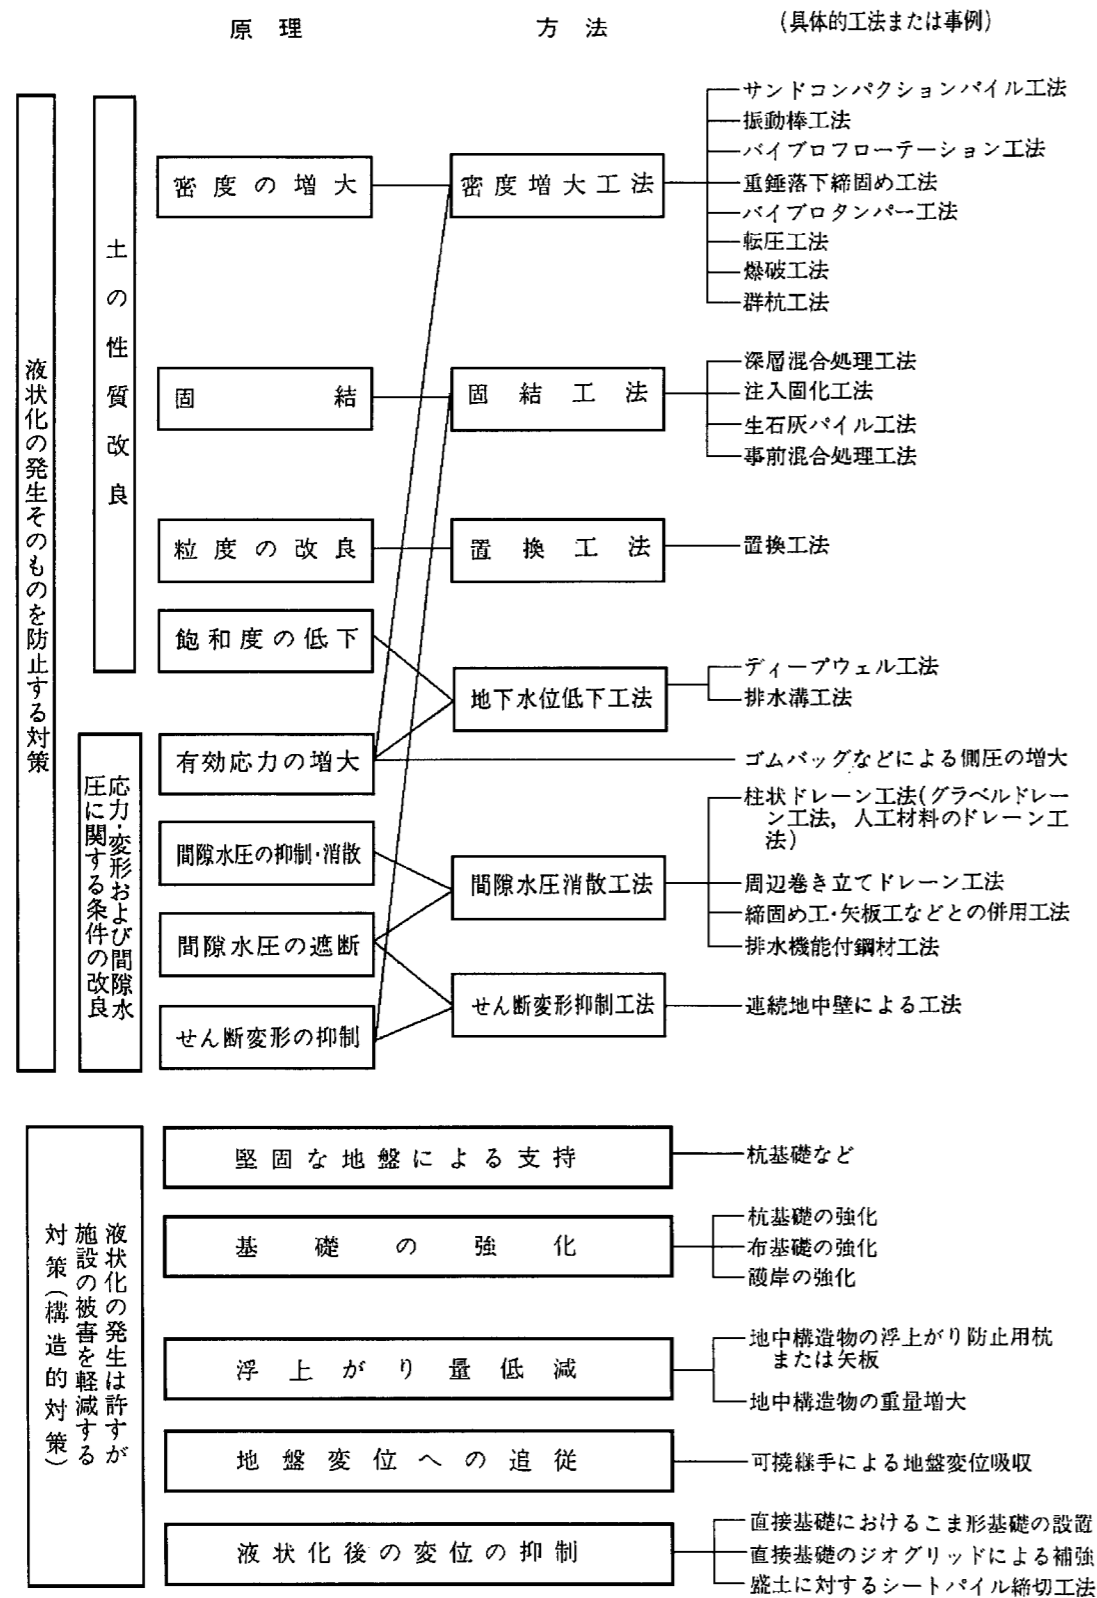 原理
方法
(具体的工法または事例)
液状化の発生そのものを防止する対策
土の性質改良
密度の増大
密度増大工法
サンドコンパクションパイル工法
振動棒工法
バイブロフローテーション工法
重錘落下締固め工法
バイブロタンパー工法
転圧工法
爆破工法
群杭工法
固結
固結工法
深層混合処理工法
注入固化工法
生石灰パイル工法
事前混合処理工法
粒度の改良
置換工法
置換工法
飽和度の低下
地下水位低下工法
ディープウェル工法
排水溝工法
応力・変形および間隙水
圧に関する条件の改良
有効応力の増大
ゴムバッグなどによる側圧の増大
間隙水圧の抑制・消散
間隙水圧消散工法
柱状ドレーン工法(グラベルドレー
ン工法,人工材料のドレーン工
法)
周辺巻き立てドレーン工法
締固め工・矢板工などとの併用工法
排水機能付鋼材工法
間隙水圧の遮断
せん断変形抑制工法
連続地中壁による工法
せん断変形の抑制
液状化の発生は許すが
施設の被害を軽減する
対策(構造的対策)
堅固な地盤による支持
杭基礎など
基礎の強化
杭基礎の強化
布基礎の強化
護岸の強化
浮上がり量低減
地中構造物の浮上がり防止用杭
または矢板
地中構造物の重量増大
地盤変位への追従
可撓継手による地盤変位吸収
液状化後の変位の抑制
直接基礎におけるこま形基礎の設置
直接基礎のジオグリッドによる補強
盛土に対するシートパイル締切工法